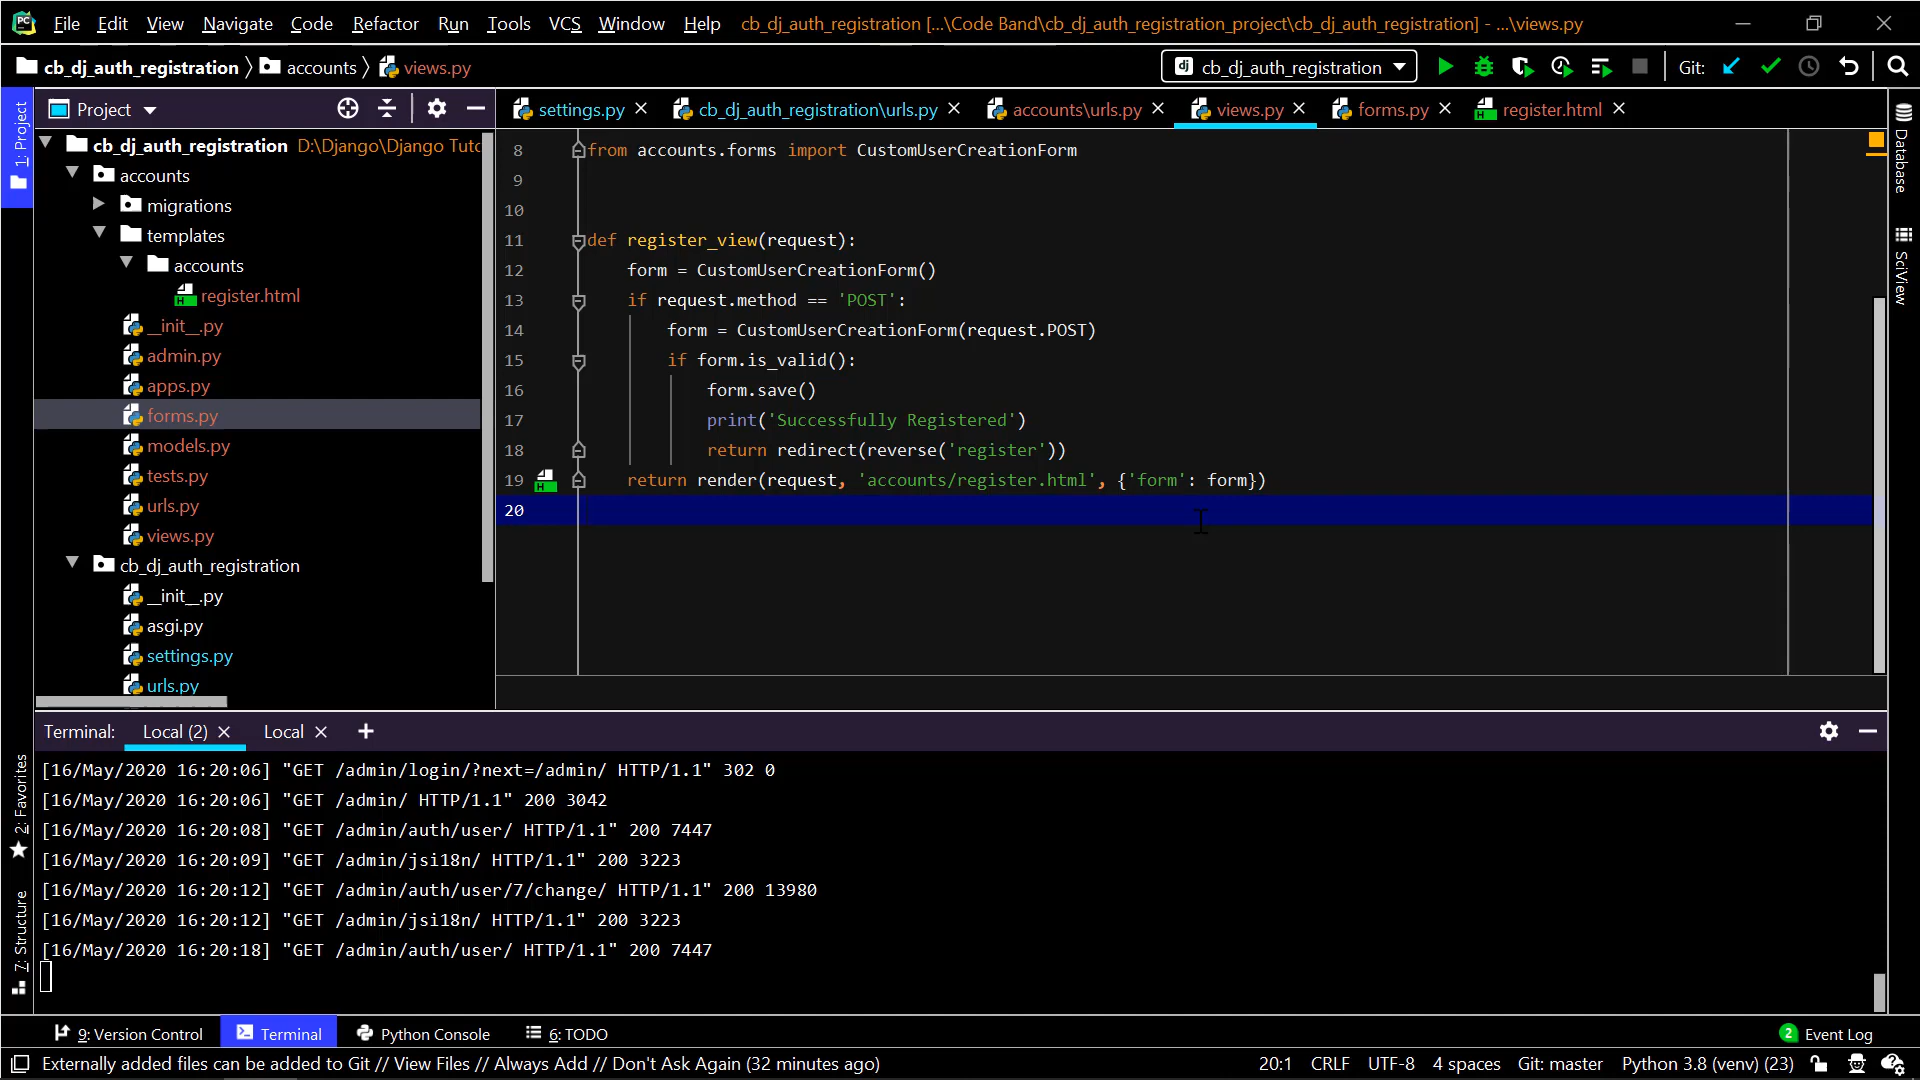 PC File Edit View Navigate Code Refactor Run Tools VCS Window Help cb_dj_auth_registration [...\Code Band\cb_dj_auth_registration_project\cb_dj_auth_registration] - ...\views.py
cb_dj_auth_registration accounts views.py dj cb_dj_auth_registration Git:
1: Project
Project
settings.py cb_dj_auth_registration\urls.py accounts\urls.py views.py forms.py register.html
cb_dj_auth_registration D:\Django\Django Tuto
accounts
migrations
templates
accounts
register.html
__init__.py
admin.py
apps.py
forms.py
models.py
tests.py
urls.py
views.py
cb_dj_auth_registration
__init__.py
asgi.py
settings.py
urls.py
8 from accounts.forms import CustomUserCreationForm
9
10
11 def register_view(request):
12 form = CustomUserCreationForm()
13 if request.method == 'POST':
14 form = CustomUserCreationForm(request.POST)
15 if form.is_valid():
16 form.save()
17 print('Successfully Registered')
18 return redirect(reverse('register'))
19 return render(request, 'accounts/register.html', {'form': form})
20
Database
SciView
Terminal: Local (2) Local
[16/May/2020 16:20:06] "GET /admin/login/?next=/admin/ HTTP/1.1" 302 0
[16/May/2020 16:20:06] "GET /admin/ HTTP/1.1" 200 3042
[16/May/2020 16:20:08] "GET /admin/auth/user/ HTTP/1.1" 200 7447
[16/May/2020 16:20:09] "GET /admin/jsi18n/ HTTP/1.1" 200 3223
[16/May/2020 16:20:12] "GET /admin/auth/user/7/change/ HTTP/1.1" 200 13980
[16/May/2020 16:20:12] "GET /admin/jsi18n/ HTTP/1.1" 200 3223
[16/May/2020 16:20:18] "GET /admin/auth/user/ HTTP/1.1" 200 7447
2: Favorites
7: Structure
9: Version Control Terminal Python Console 6: TODO 2 Event Log
Externally added files can be added to Git // View Files // Always Add // Don't Ask Again (32 minutes ago) 20:1 CRLF UTF-8 4 spaces Git: master Python 3.8 (venv) (23)